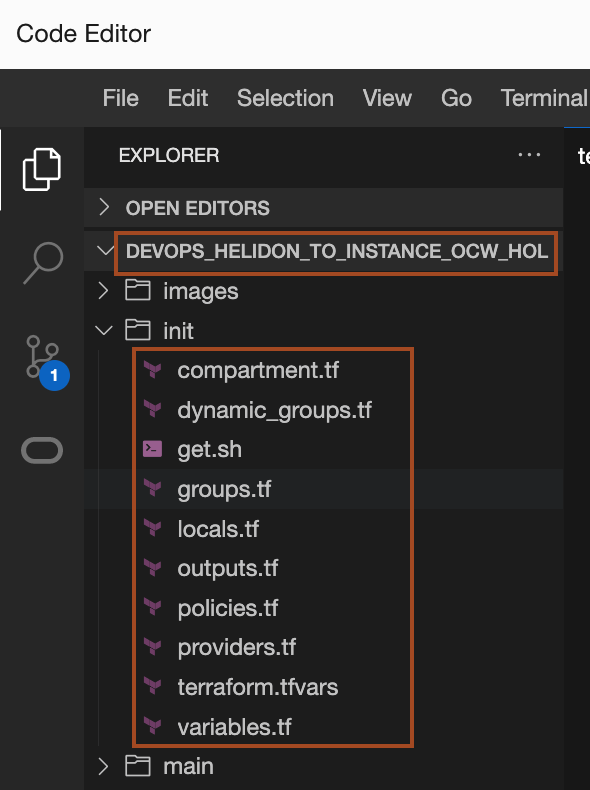 Code Editor
File Edit Selection View Go Terminal
EXPLORER ...
OPEN EDITORS
DEVOPS_HELIDON_TO_INSTANCE_OCW_HOL
images
init
compartment.tf
dynamic_groups.tf
get.sh
groups.tf
locals.tf
1
outputs.tf
policies.tf
providers.tf
terraform.tfvars
variables.tf
main